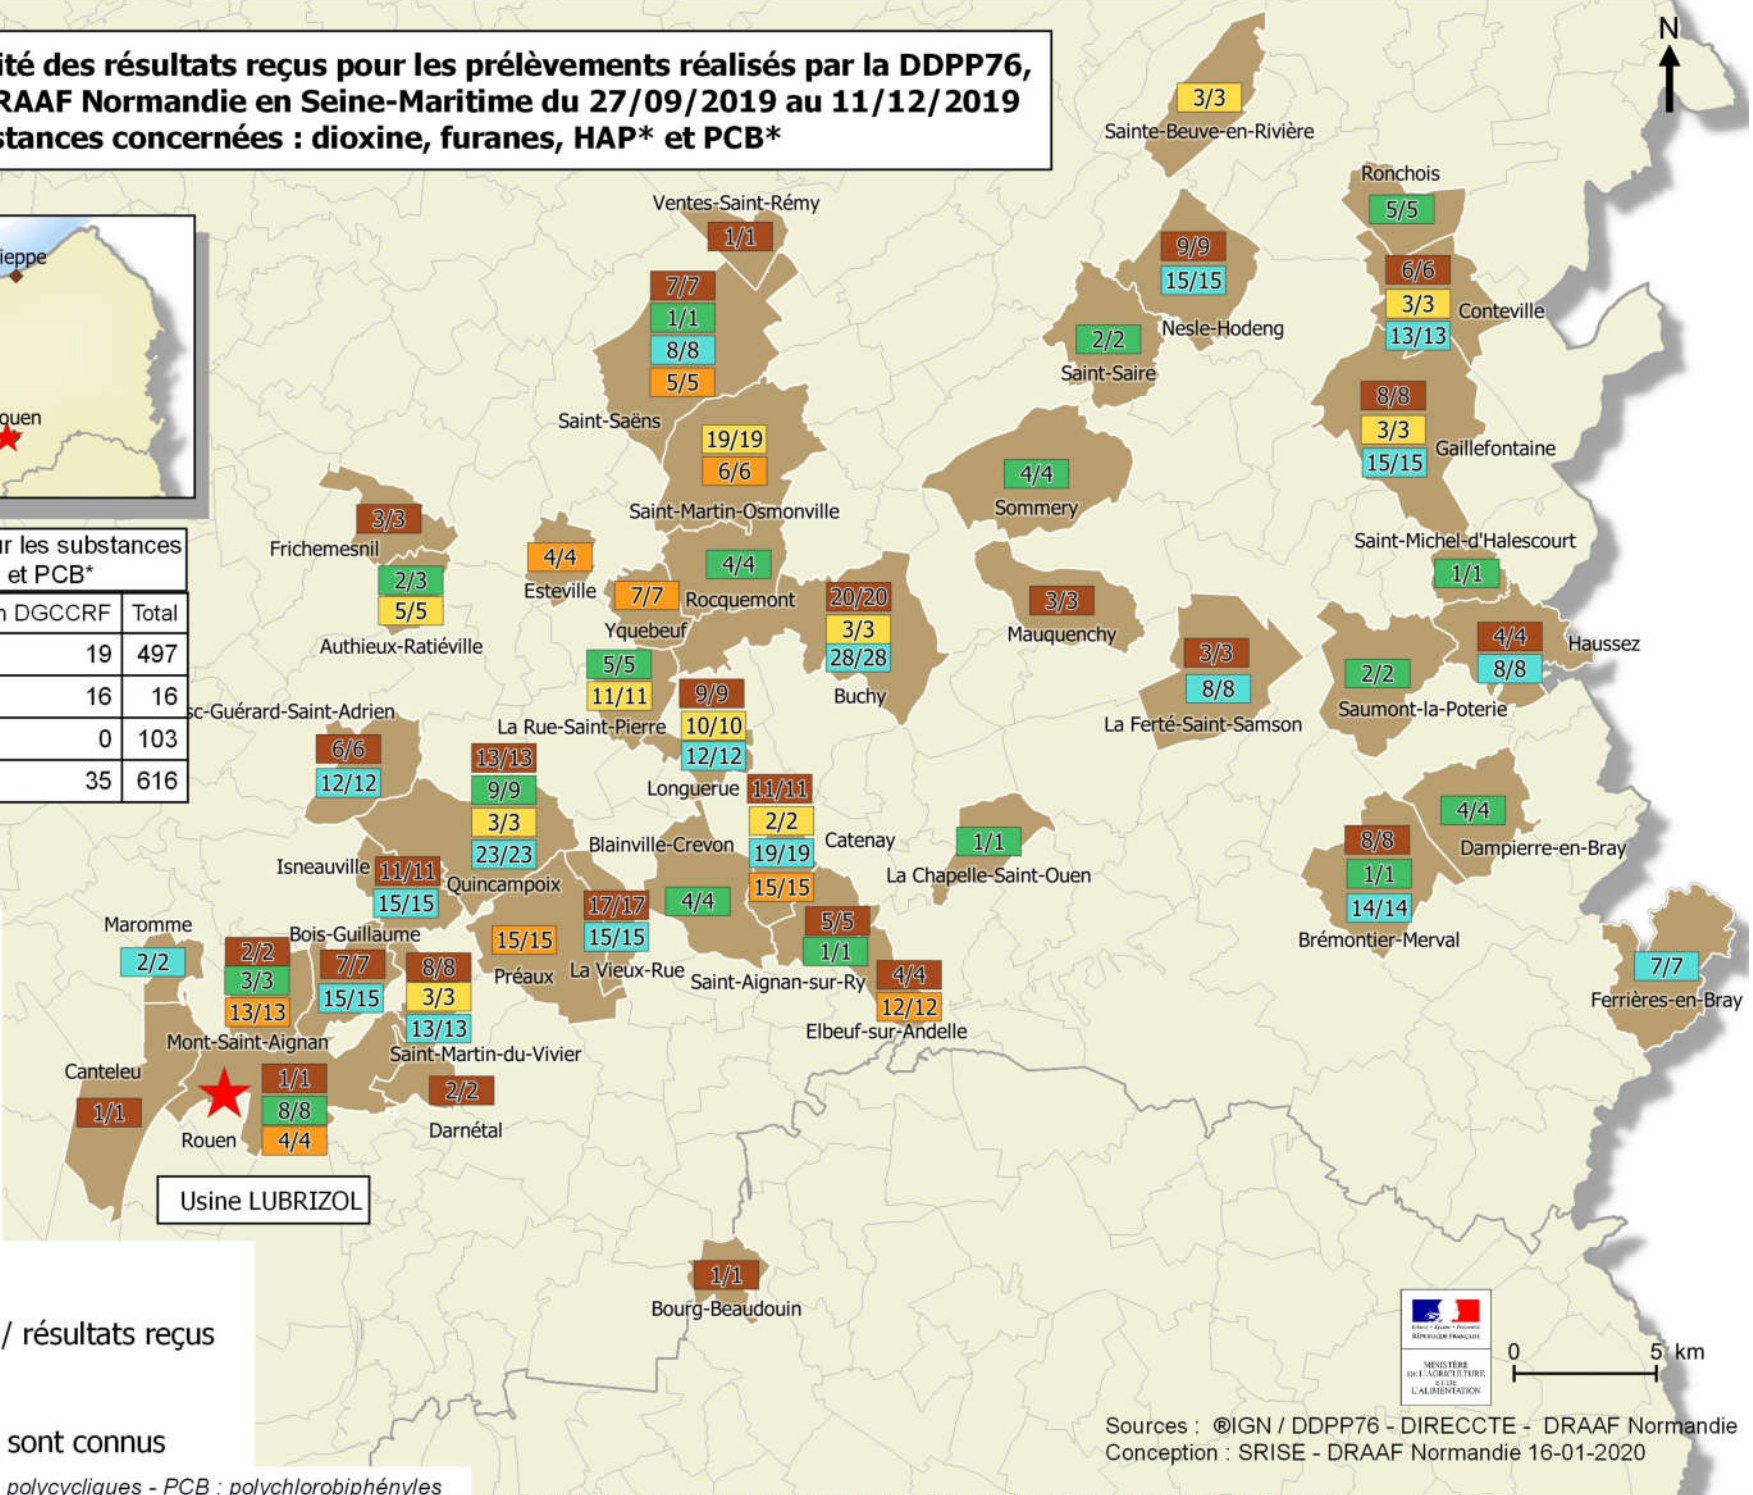 ité des résultats reçus pour les prélèvements réalisés par la DDPP76,
RAAF Normandie en Seine-Maritime du 27/09/2019 au 11/12/2019
stances concernées : dioxine, furanes, HAP* et PCB*
N
3/3
Sainte-Beuve-en-Rivière
Ronchois
5/5
Ventes-Saint-Rémy
1/1
ieppe
ouen
7/7
1/1
8/8
5/5
Saint-Saëns
9/9
15/15
Nesle-Hodeng
2/2
Saint-Saire
6/6
3/3
13/13
Conteville
8/8
3/3
15/15
Gaillefontaine
19/19
6/6
Saint-Martin-Osmonville
4/4
Sommery
3/3
Frichemesnil
2/3
5/5
Authieux-Ratiéville
4/4
Esteville
4/4
Rocquemont
7/7
Yquebeuf
20/20
3/3
28/28
Buchy
3/3
Mauquenchy
Saint-Michel-d'Halescourt
1/1
4/4
8/8
Haussez
2/2
Saumont-la-Poterie
3/3
8/8
La Ferté-Saint-Samson
ur les substances
et PCB*
n DGCCRF Total
19 497
16 16
0 103
35 616
sc-Guérard-Saint-Adrien
6/6
12/12
5/5
11/11
La Rue-Saint-Pierre
9/9
10/10
12/12
Longuerue
13/13
9/9
3/3
23/23
Quincampoix
11/11
2/2
19/19
15/15
Catenay
Blainville-Crevon
4/4
1/1
La Chapelle-Saint-Ouen
4/4
Dampierre-en-Bray
8/8
1/1
14/14
Brémontier-Merval
7/7
Ferrières-en-Bray
Isneauville
11/11
15/15
Maromme
2/2
Bois-Guillaume
7/7
15/15
2/2
3/3
13/13
Mont-Saint-Aignan
8/8
3/3
13/13
Saint-Martin-du-Vivier
15/15
Préaux
17/17
15/15
La Vieux-Rue
5/5
1/1
Saint-Aignan-sur-Ry
4/4
12/12
Elbeuf-sur-Andelle
Canteleu
1/1
1/1
8/8
4/4
Rouen
2/2
Darnétal
Usine LUBRIZOL
1/1
Bourg-Beaudouin
/ résultats reçus
sont connus
polycycliques - PCB : polychlorobiphényles
RÉPUBLIQUE FRANÇAISE
MINISTÈRE
DE L'AGRICULTURE
ET DE
L'ALIMENTATION
0 5 km
Sources : ®IGN / DDPP76 - DIRECCTE - DRAAF Normandie
Conception : SRISE - DRAAF Normandie 16-01-2020